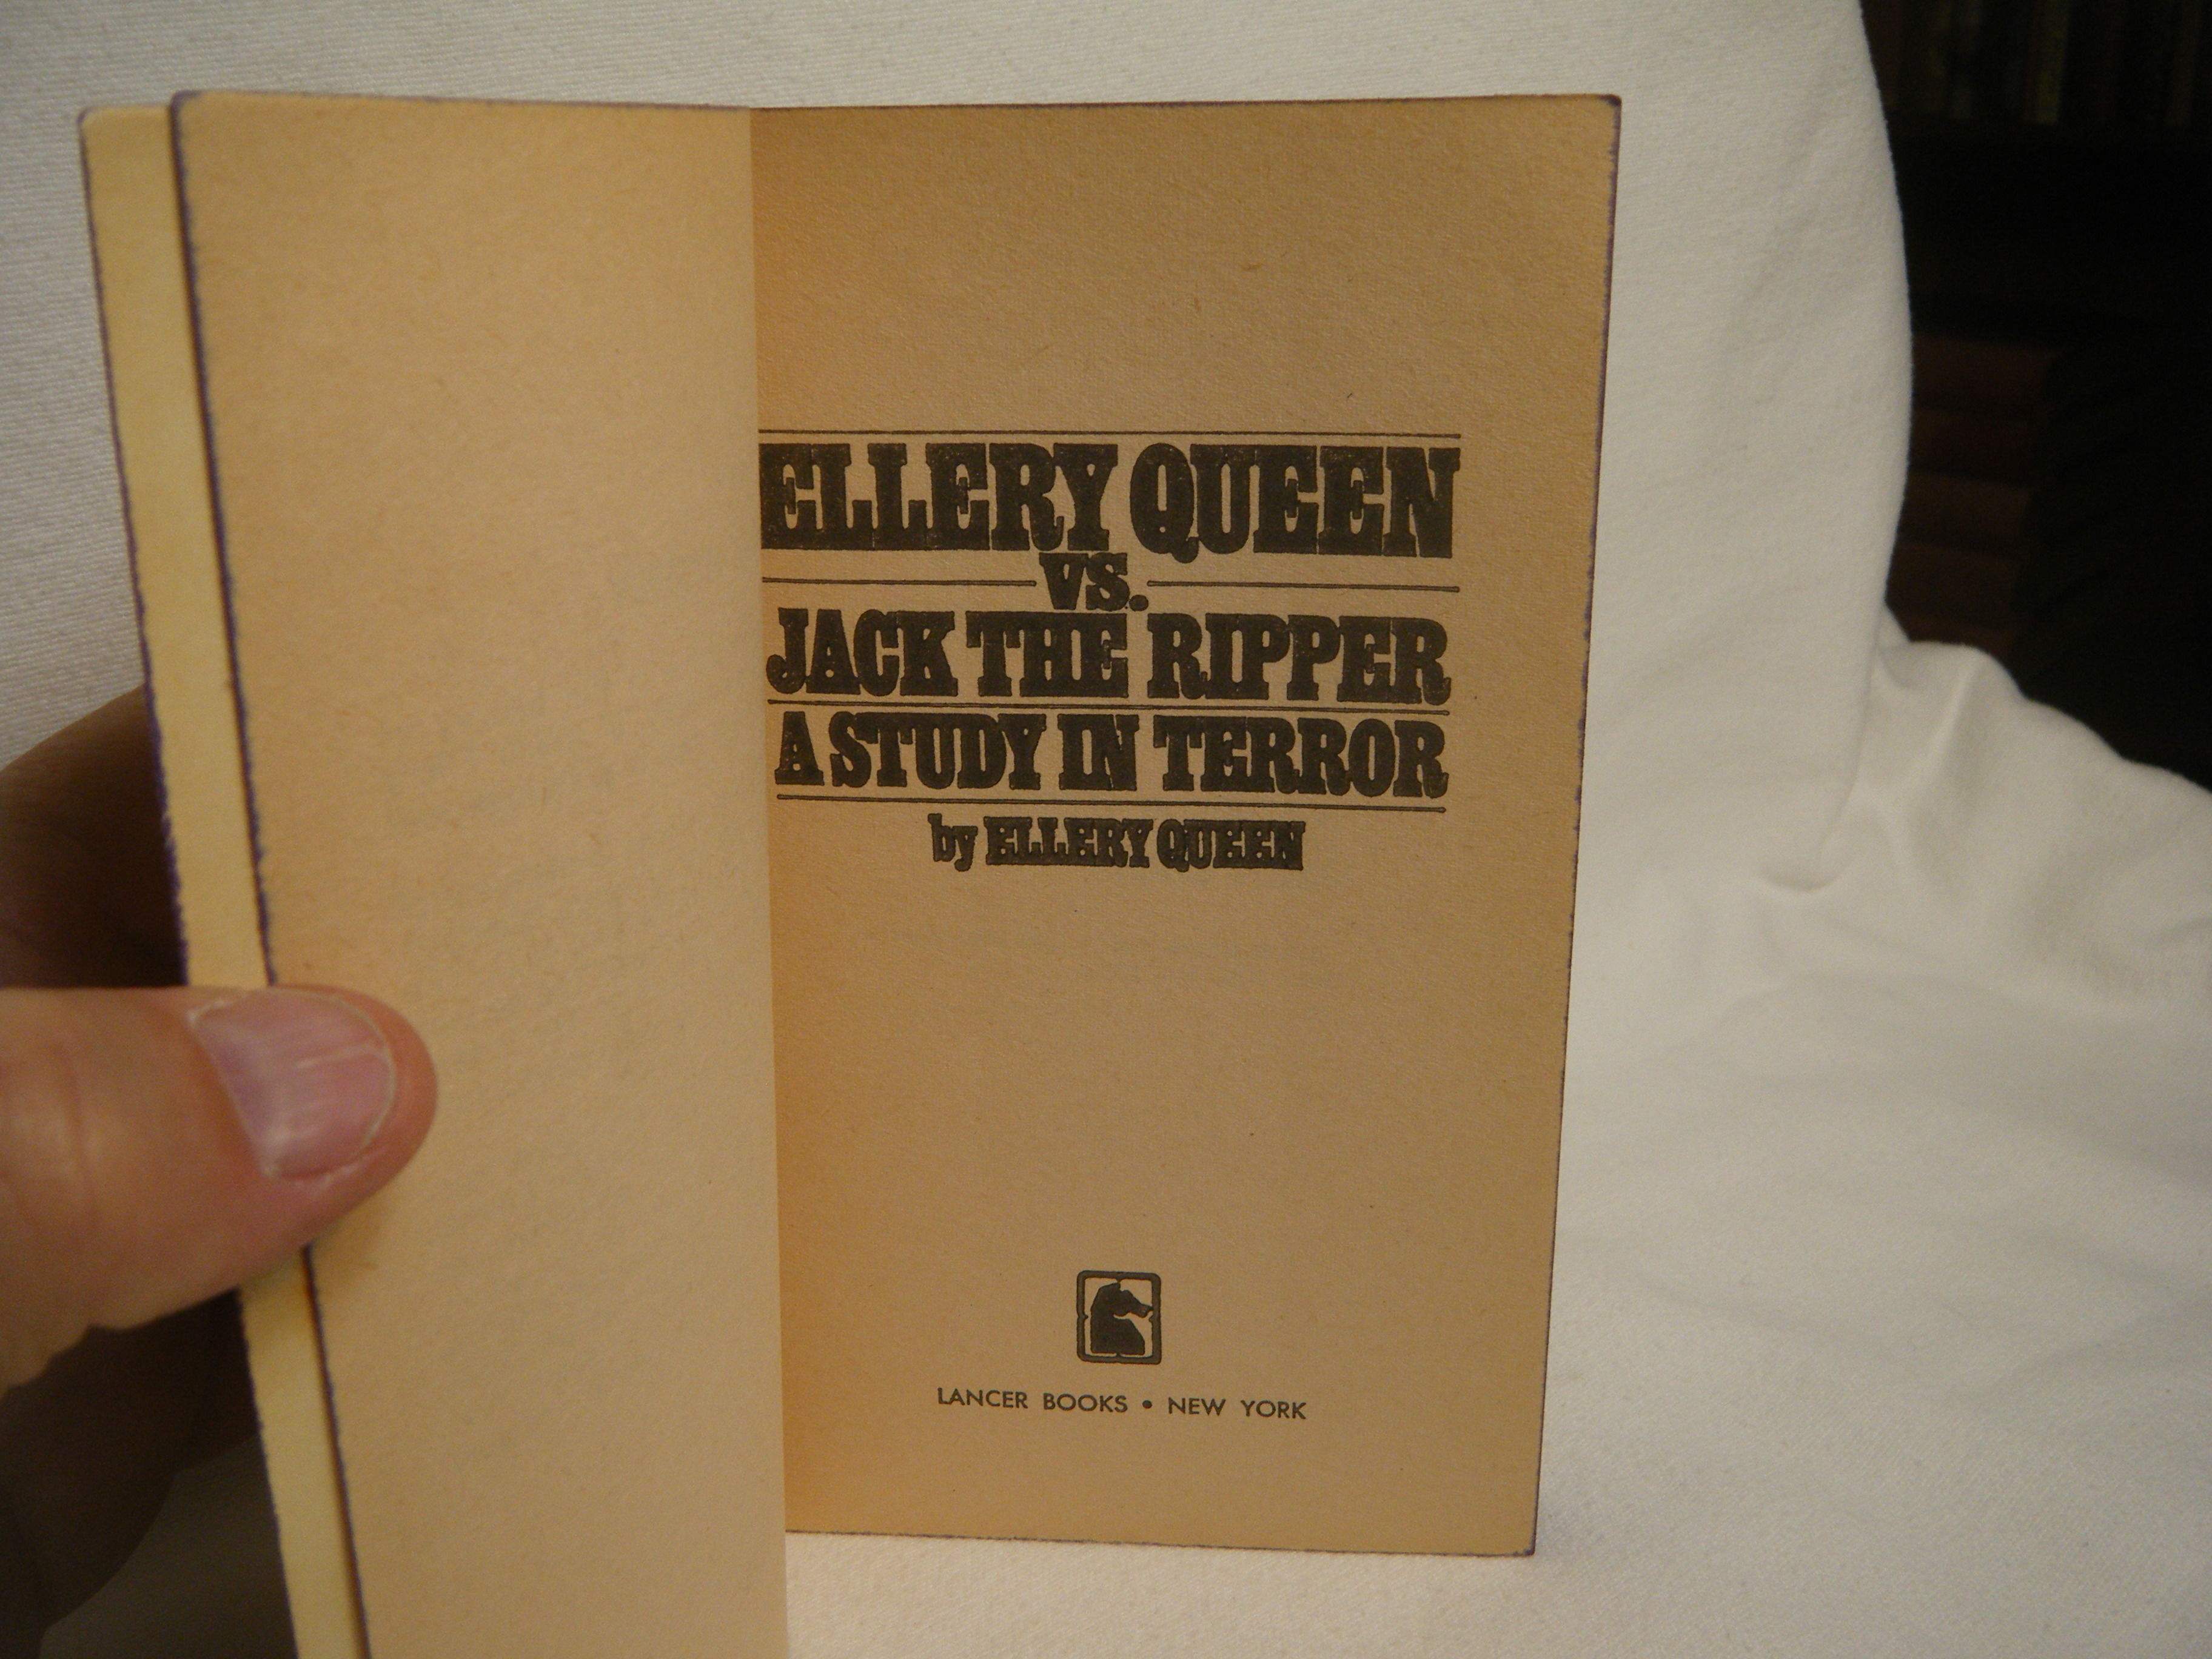 ELLERY QUEEN
VS.
JACK THE RIPPER
A STUDY IN TERROR
by ELLERY QUEEN
LANCER BOOKS • NEW YORK